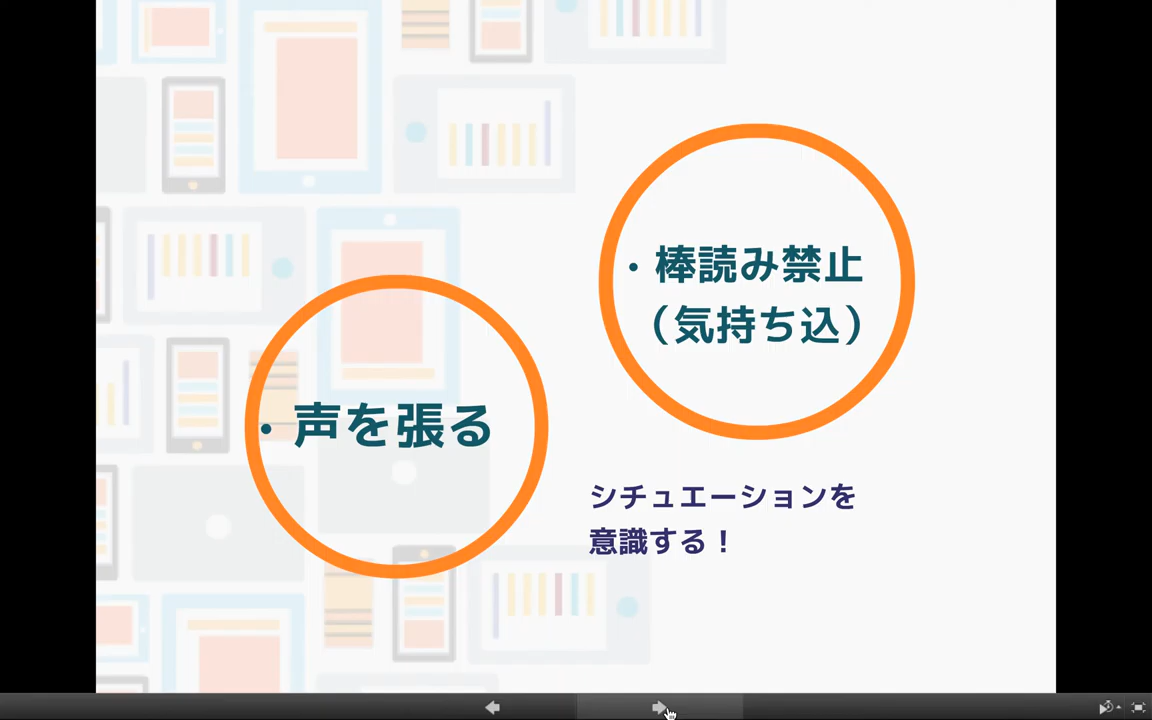 ・棒読み禁止
（気持ち込）
・声を張る
シチュエーションを
意識する！